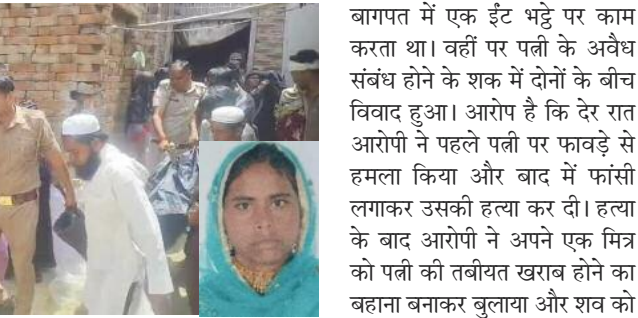 बागपत में एक ईंट भट्टे पर काम
करता था। वहीं पर पत्नी के अवैध
संबंध होने के शक में दोनों के बीच
विवाद हुआ। आरोप है कि देर रात
आरोपी ने पहले पत्नी पर फावड़े से
हमला किया और बाद में फांसी
लगाकर उसकी हत्या कर दी। हत्या
के बाद आरोपी ने अपने एक मित्र
को पत्नी की तबीयत खराब होने का
बहाना बनाकर बुलाया और शव को